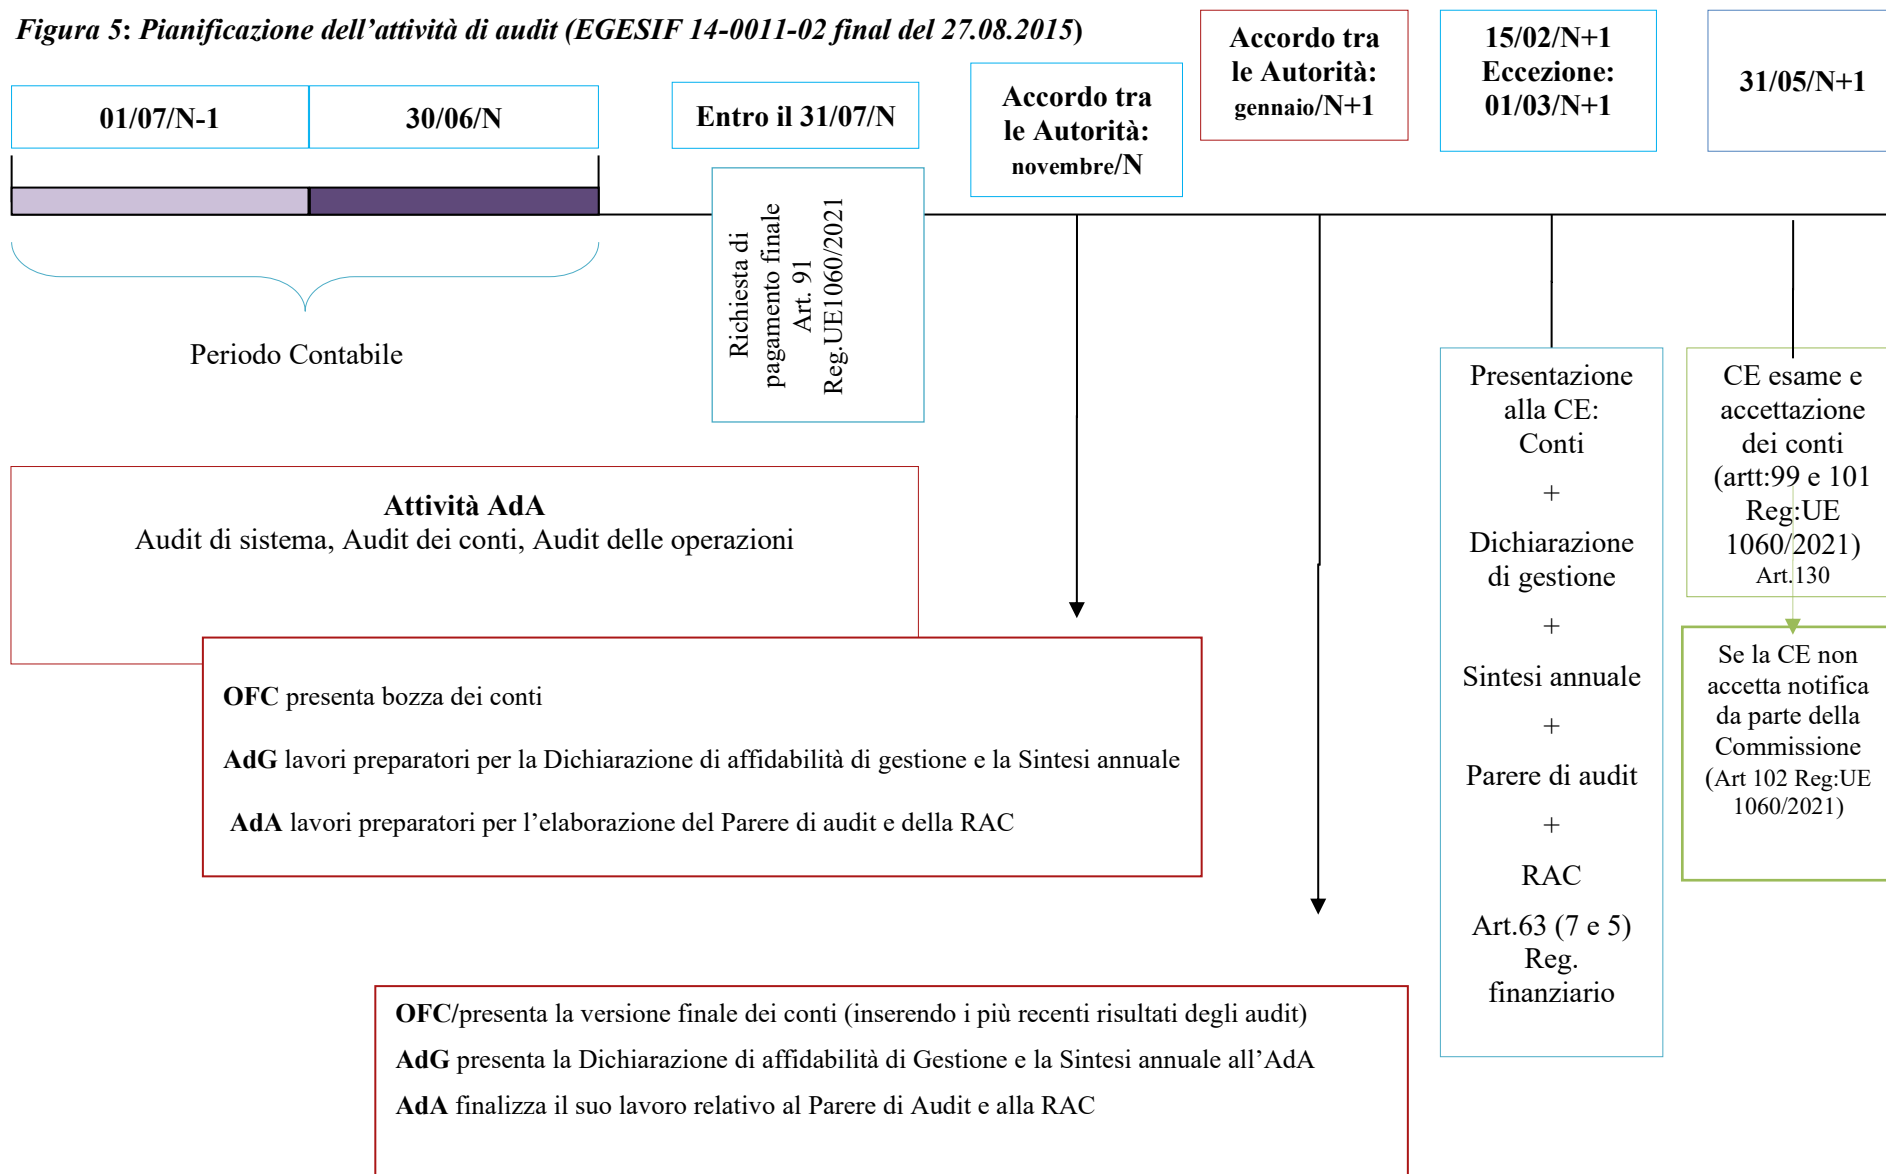 Figura 5: Pianificazione dell’attività di audit (EGESIF 14-0011-02 final del 27.08.2015)
01/07/N-1
30/06/N
Entro il 31/07/N
Accordo tra
le Autorità:
novembre/N
Accordo tra
le Autorità:
gennaio/N+1
15/02/N+1
Eccezione:
01/03/N+1
31/05/N+1
Periodo Contabile
Richiesta di
pagamento finale
Art. 91
Reg.UE1060/2021
Attività AdA
Audit di sistema, Audit dei conti, Audit delle operazioni
OFC presenta bozza dei conti
AdG lavori preparatori per la Dichiarazione di affidabilità di gestione e la Sintesi annuale
AdA lavori preparatori per l’elaborazione del Parere di audit e della RAC
OFC/presenta la versione finale dei conti (inserendo i più recenti risultati degli audit)
AdG presenta la Dichiarazione di affidabilità di Gestione e la Sintesi annuale all’AdA
AdA finalizza il suo lavoro relativo al Parere di Audit e alla RAC
Presentazione
alla CE:
Conti
+
Dichiarazione
di gestione
+
Sintesi annuale
+
Parere di audit
+
RAC
Art.63 (7 e 5)
Reg.
finanziario
CE esame e
accettazione
dei conti
(artt:99 e 101
Reg:UE
1060/2021)
Art.130
Se la CE non
accetta notifica
da parte della
Commissione
(Art 102 Reg:UE
1060/2021)